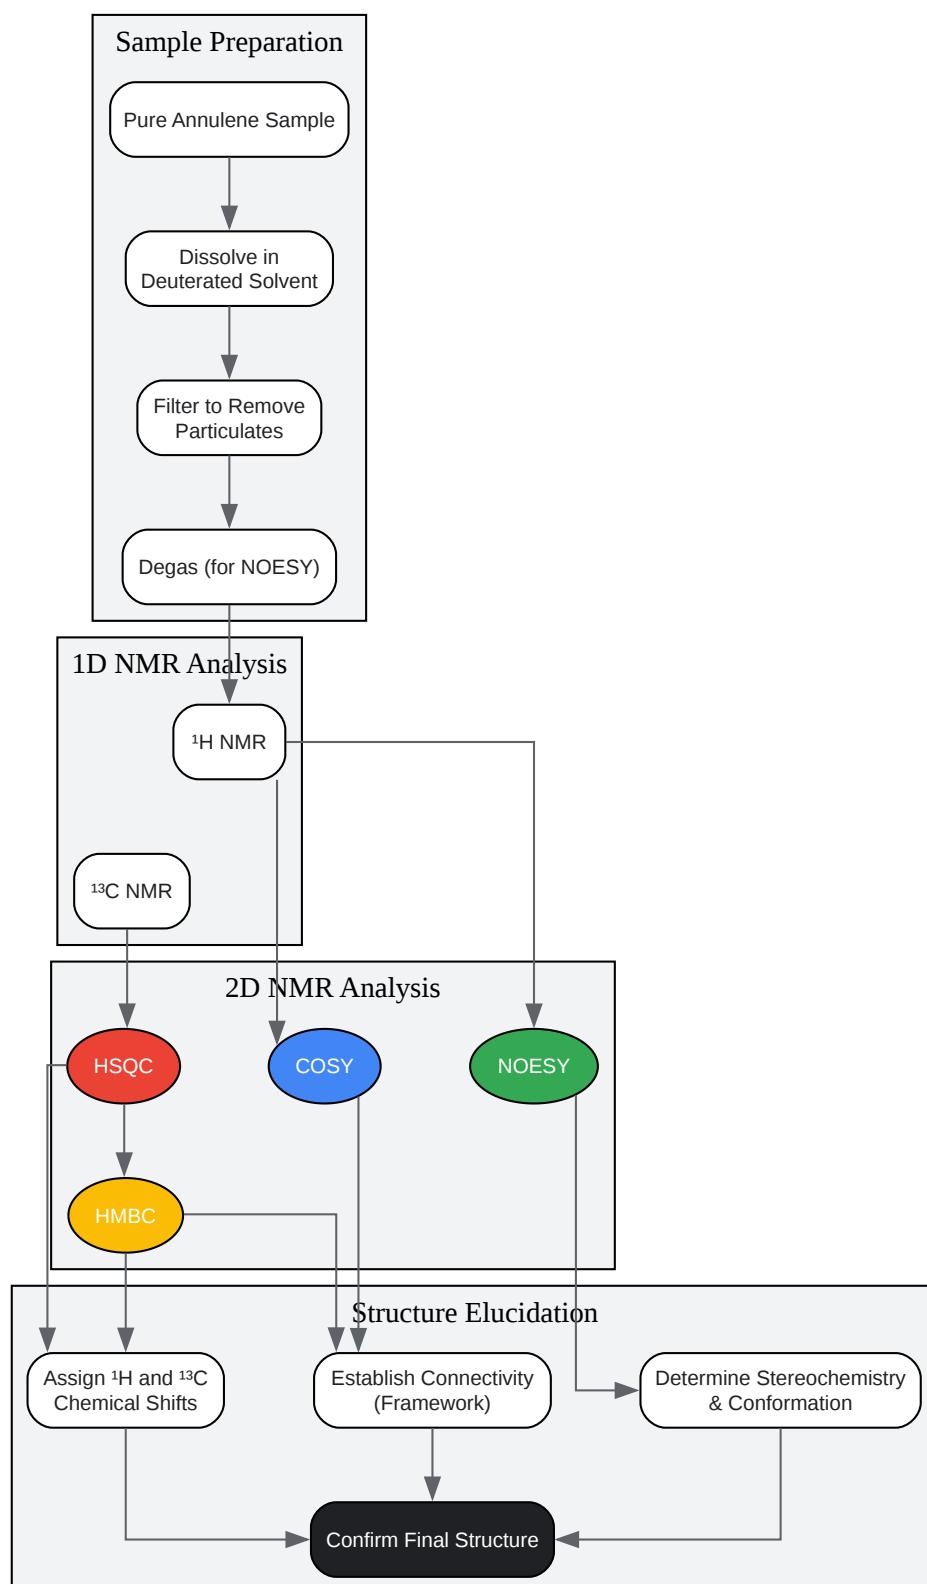 Sample Preparation
Pure Annulene Sample
Dissolve in
Deuterated Solvent
Filter to Remove
Particulates
Degas (for NOESY)
1D NMR Analysis
¹H NMR
¹³C NMR
2D NMR Analysis
HSQC
COSY
NOESY
HMBC
Structure Elucidation
Assign ¹H and ¹³C
Chemical Shifts
Establish Connectivity
(Framework)
Determine Stereochemistry
& Conformation
Confirm Final Structure